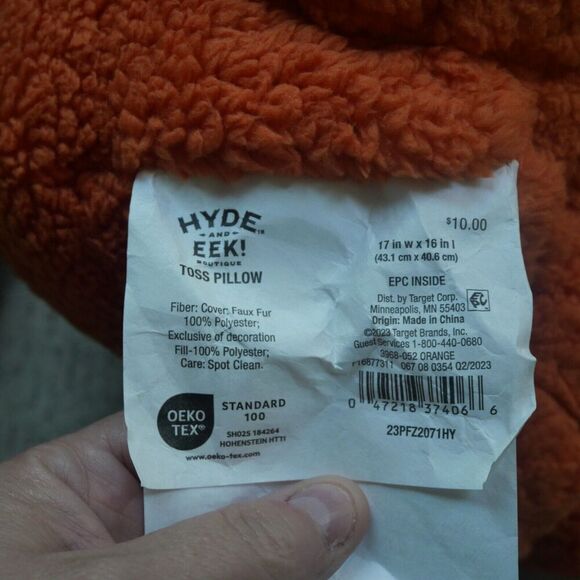 HYDE
AND
EEK!
BOUTIQUE
TOSS PILLOW
Fiber: Cover: Faux Fur
100% Polyester;
Exclusive of decoration
Fill-100% Polyester;
Care: Spot Clean.
OEKO
TEX®
STANDARD
100
SH025 184264
HOHENSTEIN HTTI
www.oeko-tex.com
$10.00
17 in w x 16 in l
(43.1 cm x 40.6 cm)
EPC INSIDE
Dist. by Target Corp.
Minneapolis, MN 55403
Origin: Made in China
©2023 Target Brands, Inc.
Guest Services 1-800-440-0680
3968-052 ORANGE
F16877311 067 08 0354 Q2/2023
0 47218 37406 6
23PFZ2071HY